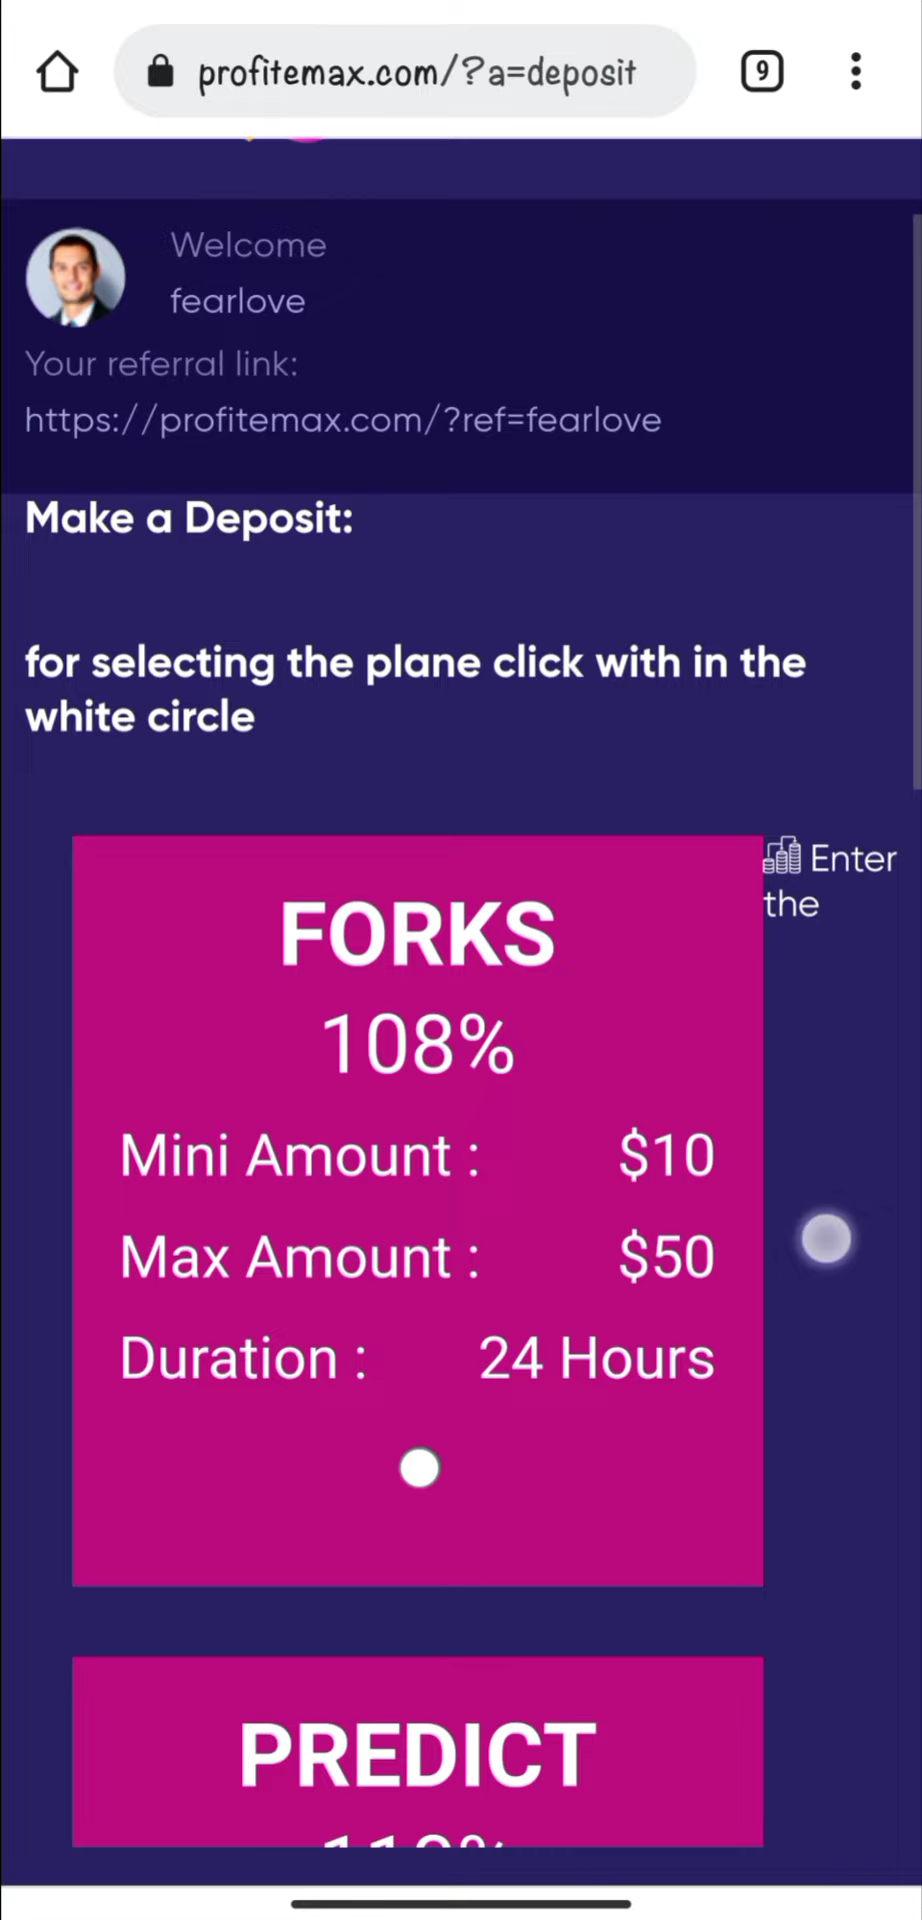 profitemax.com/?a=deposit
9
Welcome
fearlove
Your referral link:
https://profitemax.com/?ref=fearlove
Make a Deposit:
for selecting the plane click with in the
white circle
Enter
the
FORKS
108%
Mini Amount : $10
Max Amount : $50
Duration : 24 Hours
PREDICT